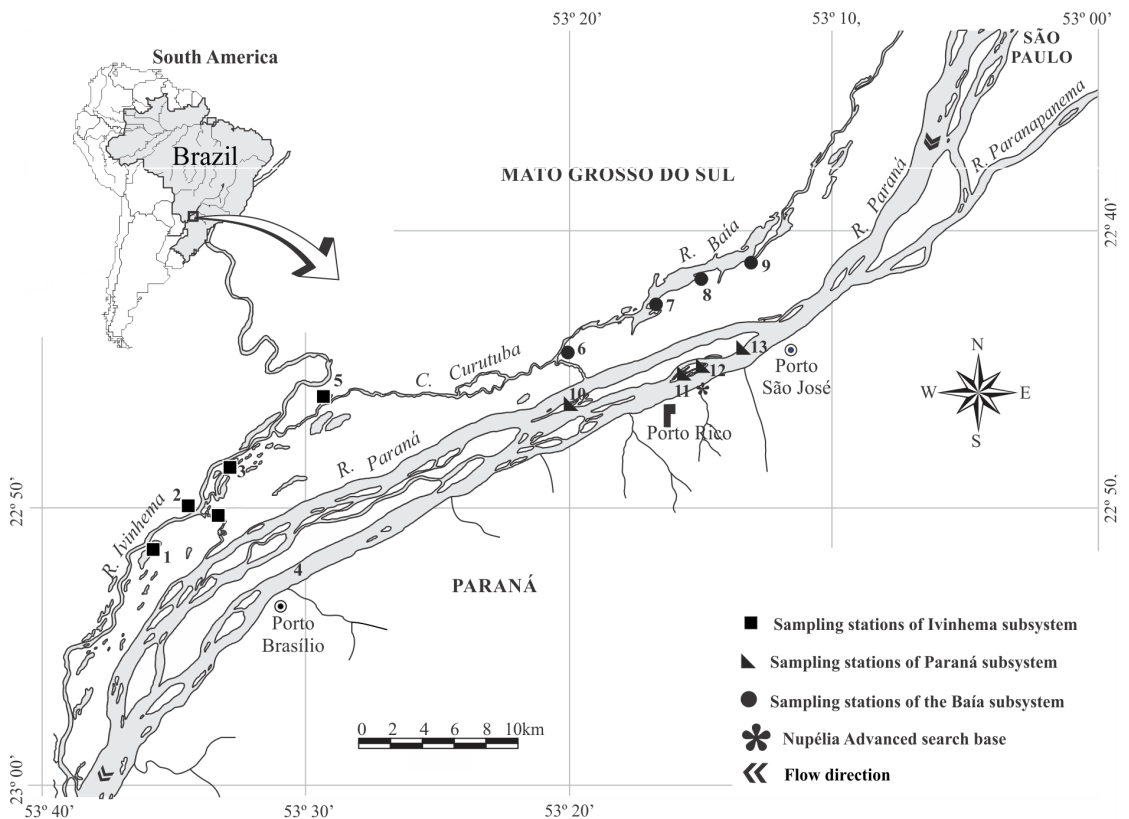 53º 20’
53º 10,
53º 00’
South America
SÃO
PAULO
Brazil
R. Paranapanema
MATO GROSSO DO SUL
R. Paraná
22º 40’
R. Baía
9
8
7
6
13
12
11
10
C. Curutuba
5
Porto
São José
N
W
E
S
Porto Rico
R. Paraná
3
2
22º 50’
22º 50,
R. Ivinhema
1
4
PARANÁ
Porto
Brasílio
Sampling stations of Ivinhema subsystem
Sampling stations of Paraná subsystem
Sampling stations of the Baía subsystem
Nupélia Advanced search base
Flow direction
0 2 4 6 8 10km
23º 00’
53º 40’
53º 30’
53º 20’
53º 10’